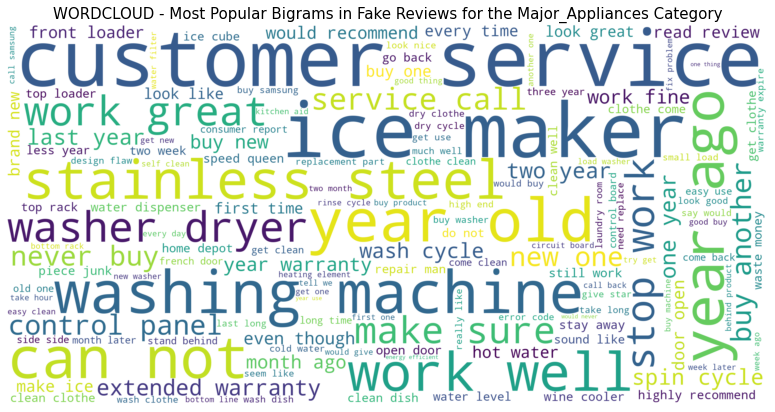 WORDCLOUD - Most Popular Bigrams in Fake Reviews for the Major_Appliances Category
front loader
ice cube
would recommend
every time
look great
read review
customer service
call samsung
water filter
look nice
go back
buy one
good thing
another one
fix problem
one thing
top loader
look like
buy samsung
three year
work fine
work great
kitchen aid
service call
clothe come
ice maker
brand new
last year
consumer report
dry clothe
dry cycle
get use
get clothe
warranty expire
less year
get new
two week
buy new
much well
clean well
design flaw
self clean
speed queen
replacement part
clothe clean
load washer
small load
stainless steel
two month
two year
would buy
easy use
top rack
water dispenser
first time
rinse cycle
buy product
high end
control board
need replace
laundry room
look good
say would
good buy
washer dryer
year old
buy washer
do not
stop work
one year
year ago
buy another
waste money
bottom rack
every day
home depot
get clean
wash cycle
new one
circuit board
try get
door open
come back
behind product
never buy
french door
year warranty
repair man
come clean
still work
piece junk
new washer
heating element
tell we
call back
old one
take hour
washing machine
get one
year use
give star
take long
buy machine
would never
easy clean
last long
long time
first one
really like
error code
week ago
control panel
make sure
stay away
side side
month later
stand behind
even though
cold water
would give
open door
energy efficient
hot water
sound like
week later
can not
month ago
seem like
work well
spin cycle
make ice
clean clothe
extended warranty
wash clothe
bottom line
wash dish
clean dish
water level
wine cooler
highly recommend